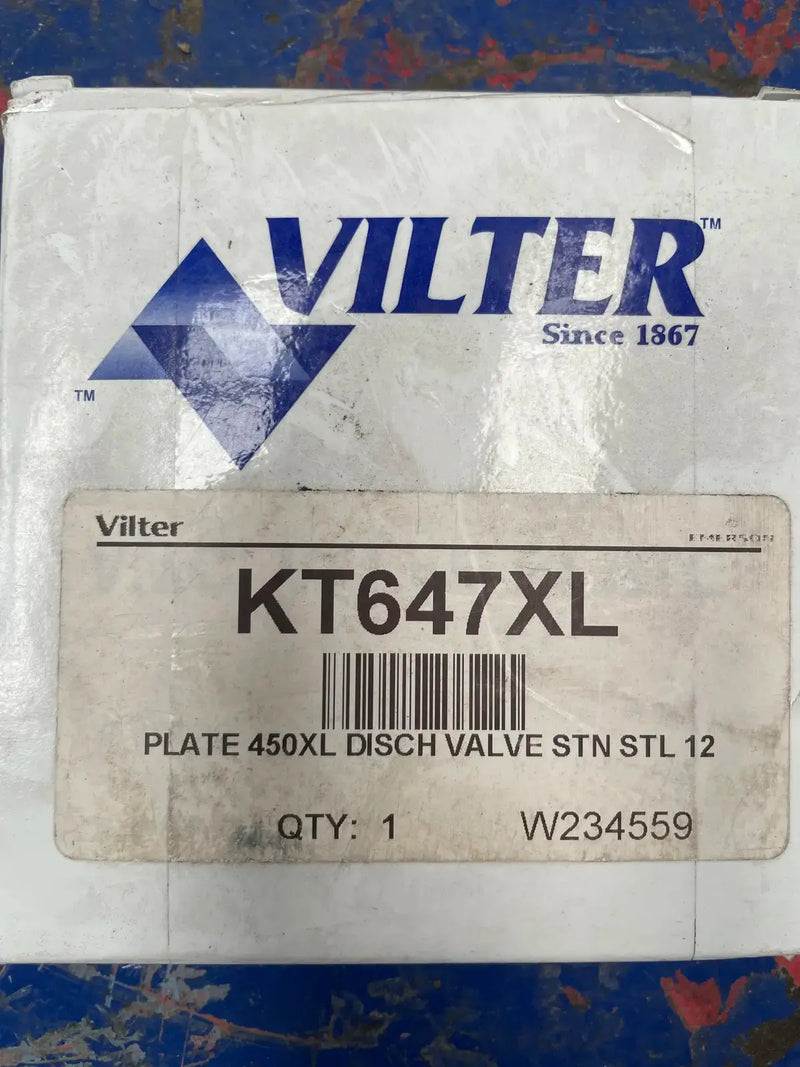 VILTER™
Since 1867
™
Vilter
EMERSON
KT647XL
PLATE 450XL DISCH VALVE STN STL 12
QTY: 1 W234559